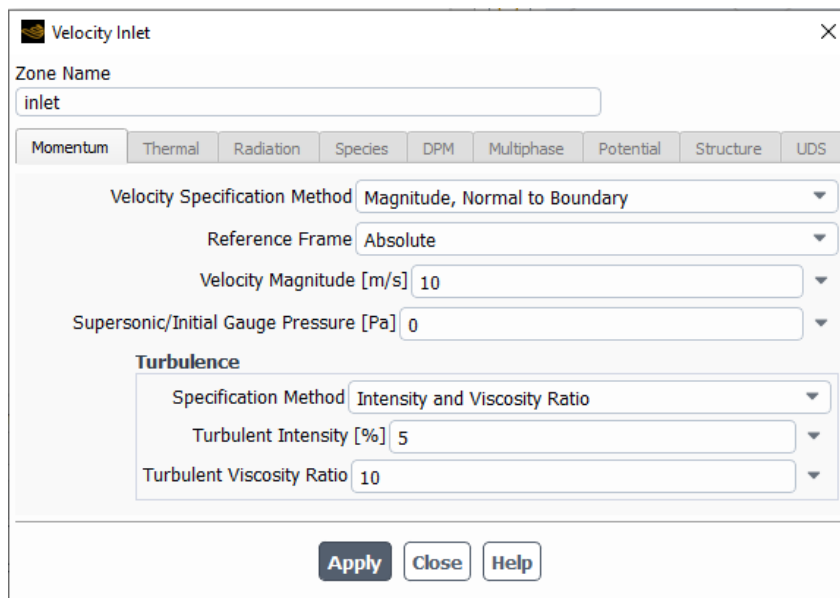 Velocity Inlet
Zone Name
inlet
Momentum Thermal Radiation Species DPM Multiphase Potential Structure UDS
Velocity Specification Method Magnitude, Normal to Boundary
Reference Frame Absolute
Velocity Magnitude [m/s] 10
Supersonic/Initial Gauge Pressure [Pa] 0
Turbulence
Specification Method Intensity and Viscosity Ratio
Turbulent Intensity [%] 5
Turbulent Viscosity Ratio 10
Apply Close Help